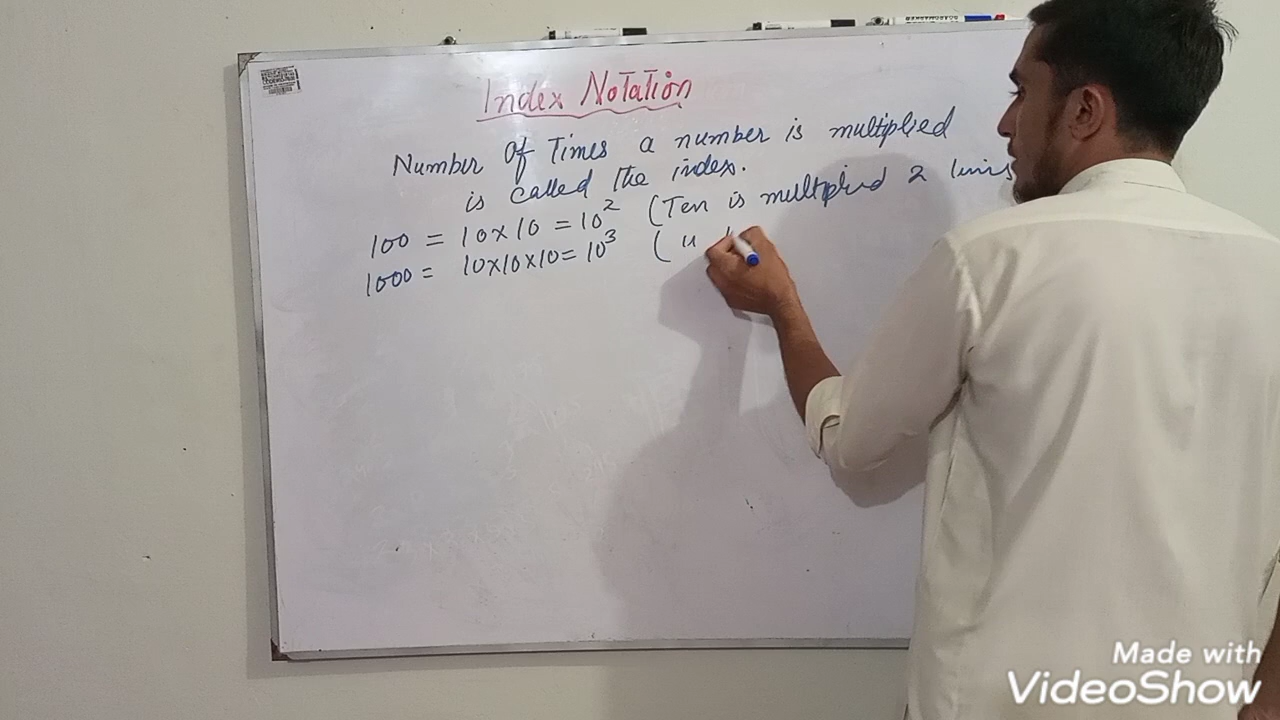 Index Notation
Number Of Times a number is multiplied
is called the index.
100 = 10×10 = 10² (Ten is multiplied 2 times
1000 = 10×10×10 = 10³ ( "
Made with
VideoShow